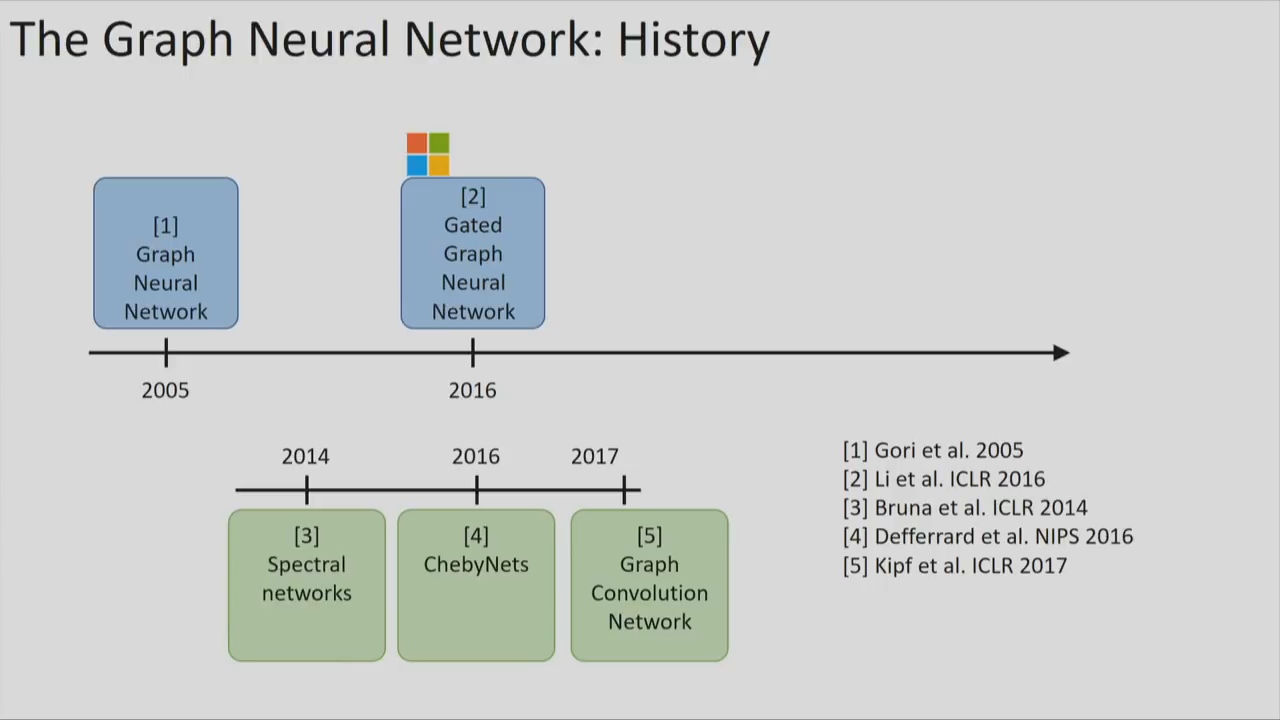 The Graph Neural Network: History
[1]
Graph
Neural
Network
[2]
Gated
Graph
Neural
Network
2005
2016
2014
2016
2017
[3]
Spectral
networks
[4]
ChebyNets
[5]
Graph
Convolution
Network
[1] Gori et al. 2005
[2] Li et al. ICLR 2016
[3] Bruna et al. ICLR 2014
[4] Defferrard et al. NIPS 2016
[5] Kipf et al. ICLR 2017